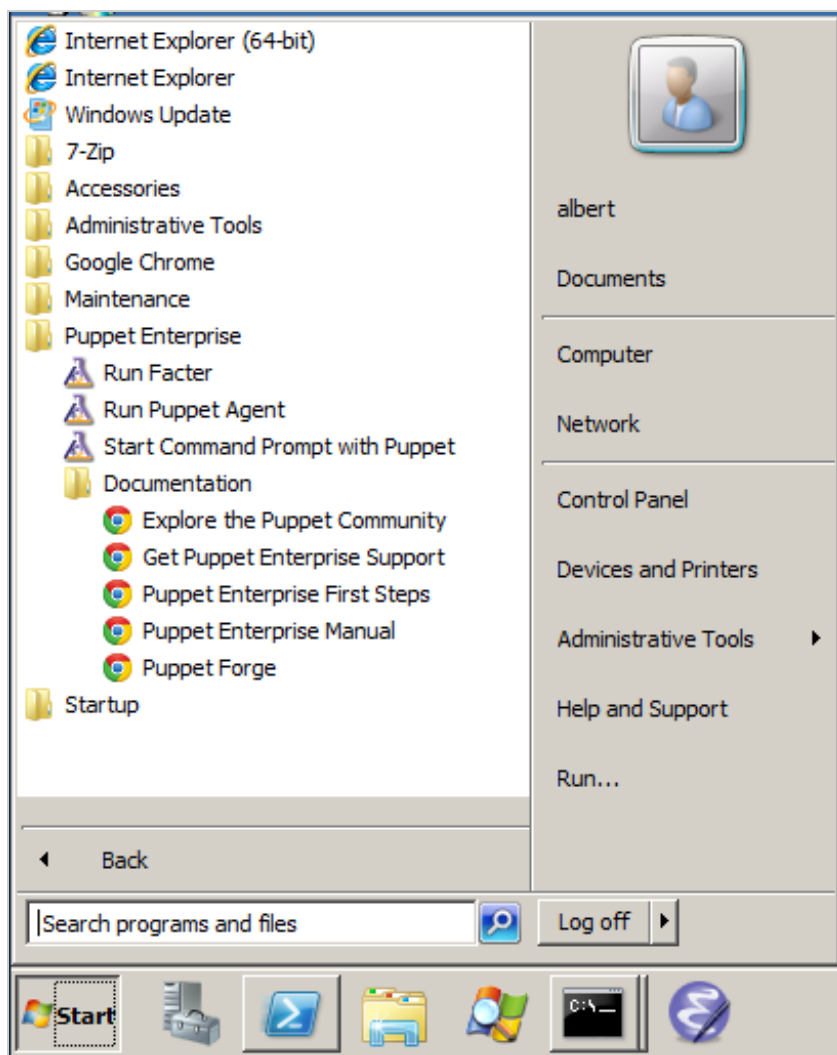 Internet Explorer (64-bit)
Internet Explorer
Windows Update
7-Zip
Accessories
Administrative Tools
Google Chrome
Maintenance
Puppet Enterprise
Run Facter
Run Puppet Agent
Start Command Prompt with Puppet
Documentation
Explore the Puppet Community
Get Puppet Enterprise Support
Puppet Enterprise First Steps
Puppet Enterprise Manual
Puppet Forge
Startup
Back
Search programs and files
albert
Documents
Computer
Network
Control Panel
Devices and Printers
Administrative Tools
Help and Support
Run...
Log off
Start
C:\_